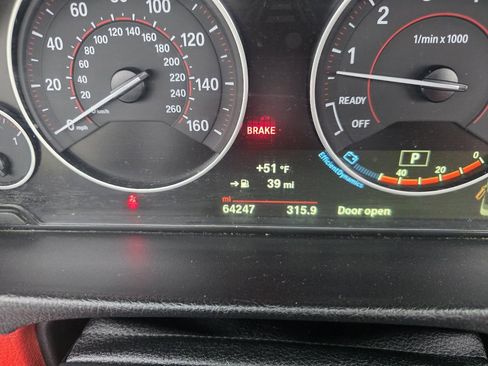 1/min x 1000
1
2
READY
OFF
20 40 60 80 100 120 140 160
0 mph
20 40 60 80 100 120 140 160 180 200 220 240 260
km/h
BRAKE
+51 °F
39 mi
mi
64247 315.9
Door open
P
EfficientDynamics
40 20 0
1